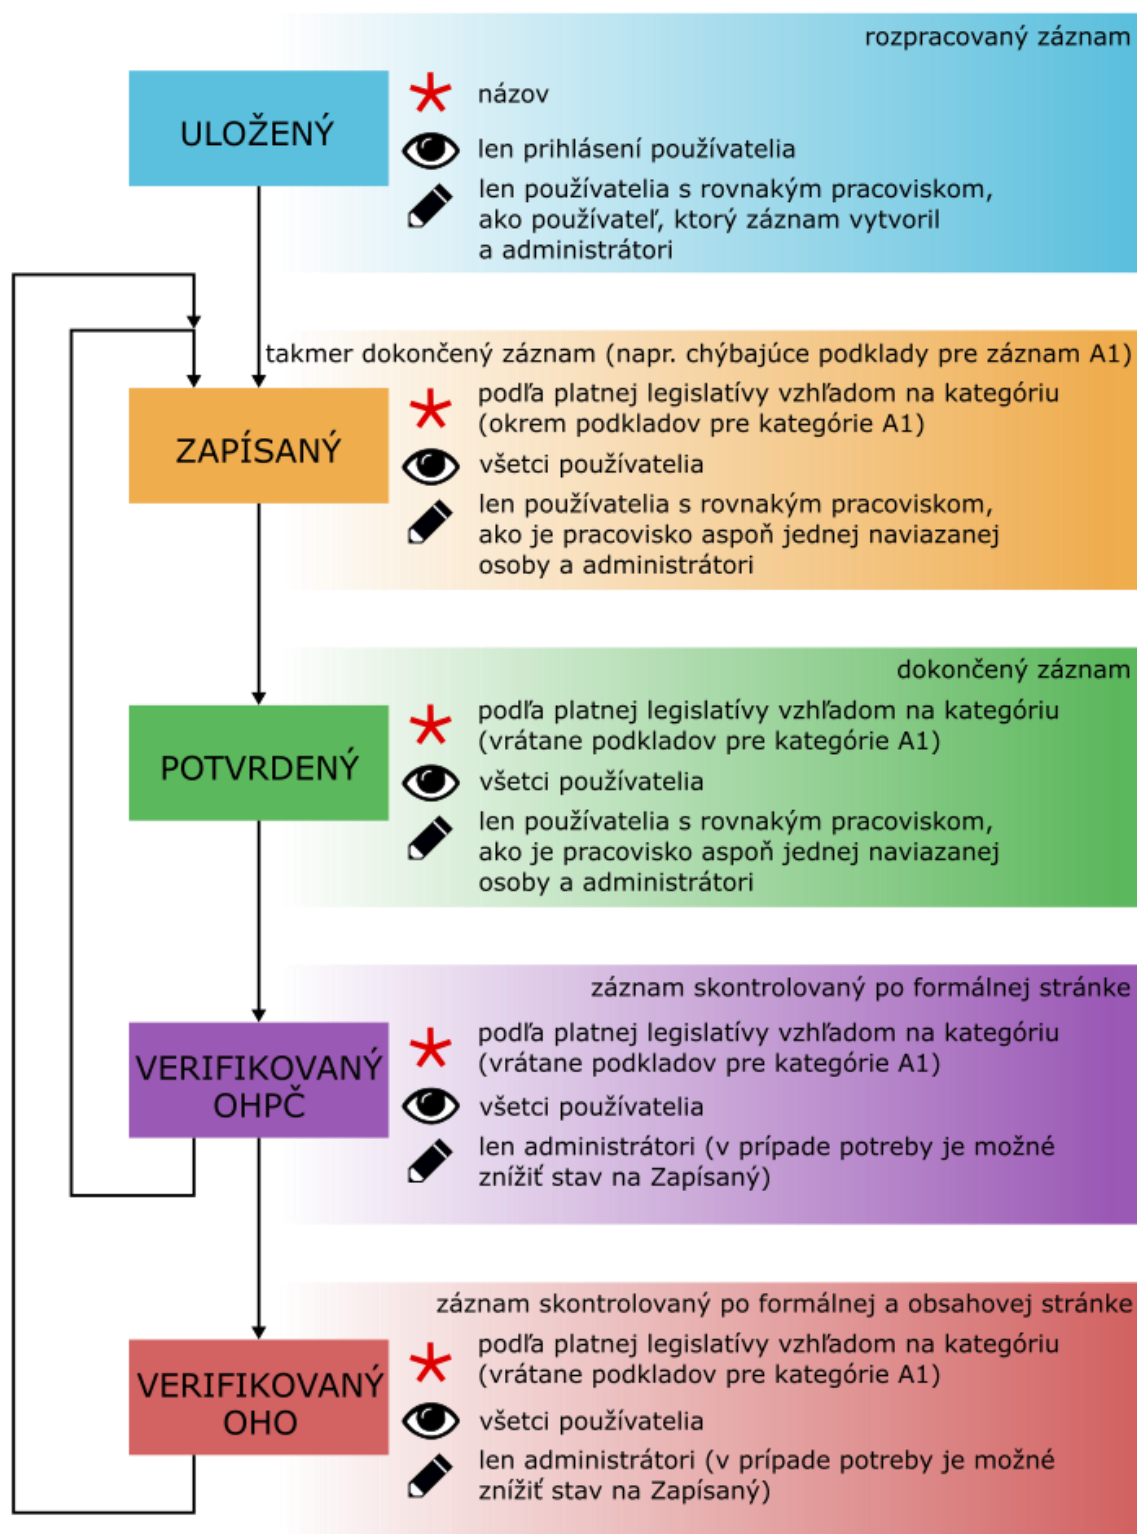 rozpracovaný záznam
ULOŽENÝ
názov
len prihlásení používatelia
len používatelia s rovnakým pracoviskom,
ako používateľ, ktorý záznam vytvoril
a administrátori
takmer dokončený záznam (napr. chýbajúce podklady pre záznam A1)
ZAPÍSANÝ
podľa platnej legislatívy vzhľadom na kategóriu
(okrem podkladov pre kategórie A1)
všetci používatelia
len používatelia s rovnakým pracoviskom,
ako je pracovisko aspoň jednej naviazanej
osoby a administrátori
dokončený záznam
POTVRDENÝ
podľa platnej legislatívy vzhľadom na kategóriu
(vrátane podkladov pre kategórie A1)
všetci používatelia
len používatelia s rovnakým pracoviskom,
ako je pracovisko aspoň jednej naviazanej
osoby a administrátori
záznam skontrolovaný po formálnej stránke
VERIFIKOVANÝ
OHPČ
podľa platnej legislatívy vzhľadom na kategóriu
(vrátane podkladov pre kategórie A1)
všetci používatelia
len administrátori (v prípade potreby je možné
znížiť stav na Zapísaný)
záznam skontrolovaný po formálnej a obsahovej stránke
VERIFIKOVANÝ
OHO
podľa platnej legislatívy vzhľadom na kategóriu
(vrátane podkladov pre kategórie A1)
všetci používatelia
len administrátori (v prípade potreby je možné
znížiť stav na Zapísaný)